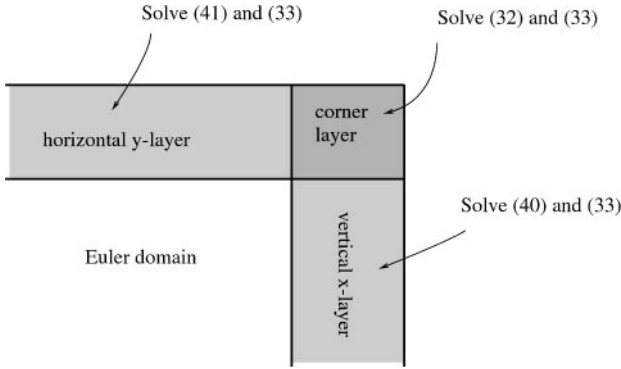 Solve (41) and (33)
Solve (32) and (33)
corner
layer
horizontal y-layer
Solve (40) and (33)
vertical x-layer
Euler domain